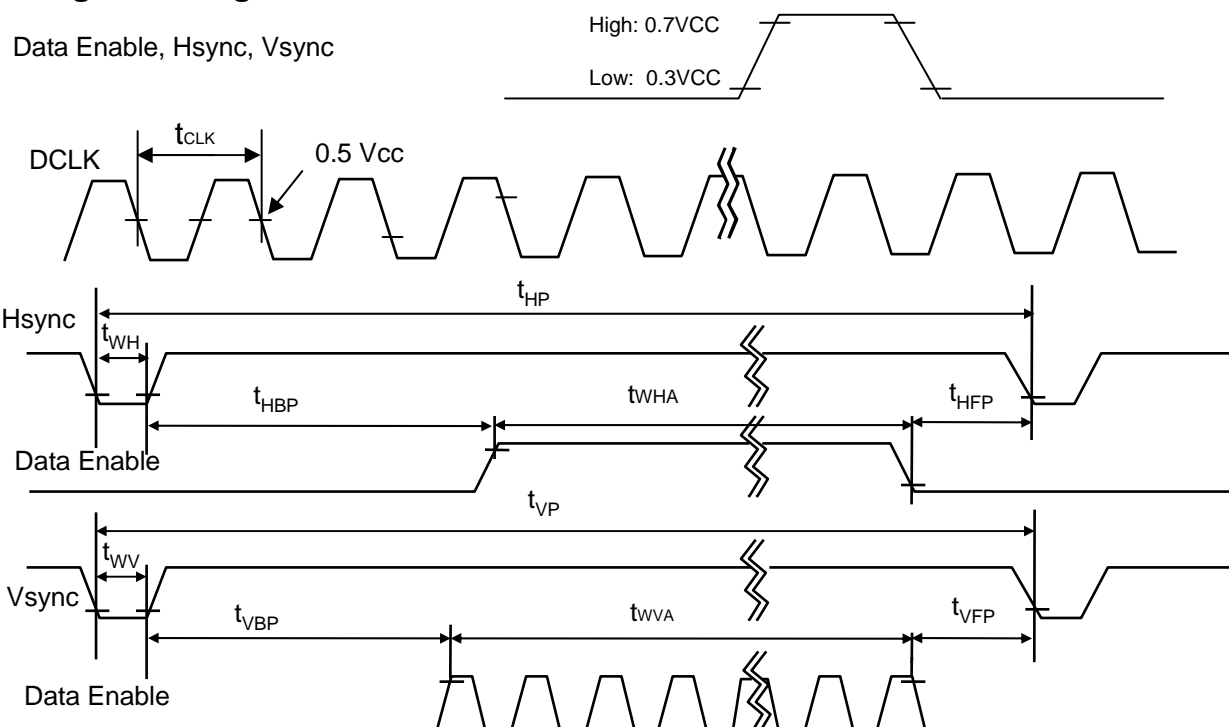 Data Enable, Hsync, Vsync
High: 0.7VCC
Low: 0.3VCC
tCLK
0.5 Vcc
DCLK
tHP
Hsync
tWH
tHBP
tWHA
tHFP
Data Enable
tVP
tWV
Vsync
tVBP
tWVA
tVFP
Data Enable